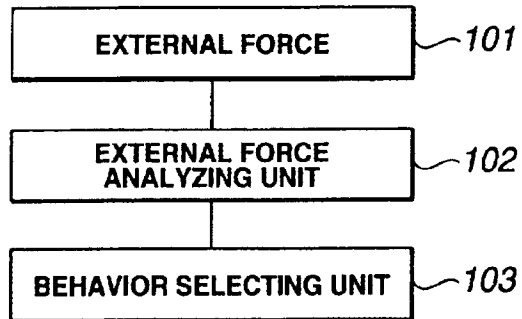 EXTERNAL FORCE 101
EXTERNAL FORCE
ANALYZING UNIT 102
BEHAVIOR SELECTING UNIT 103